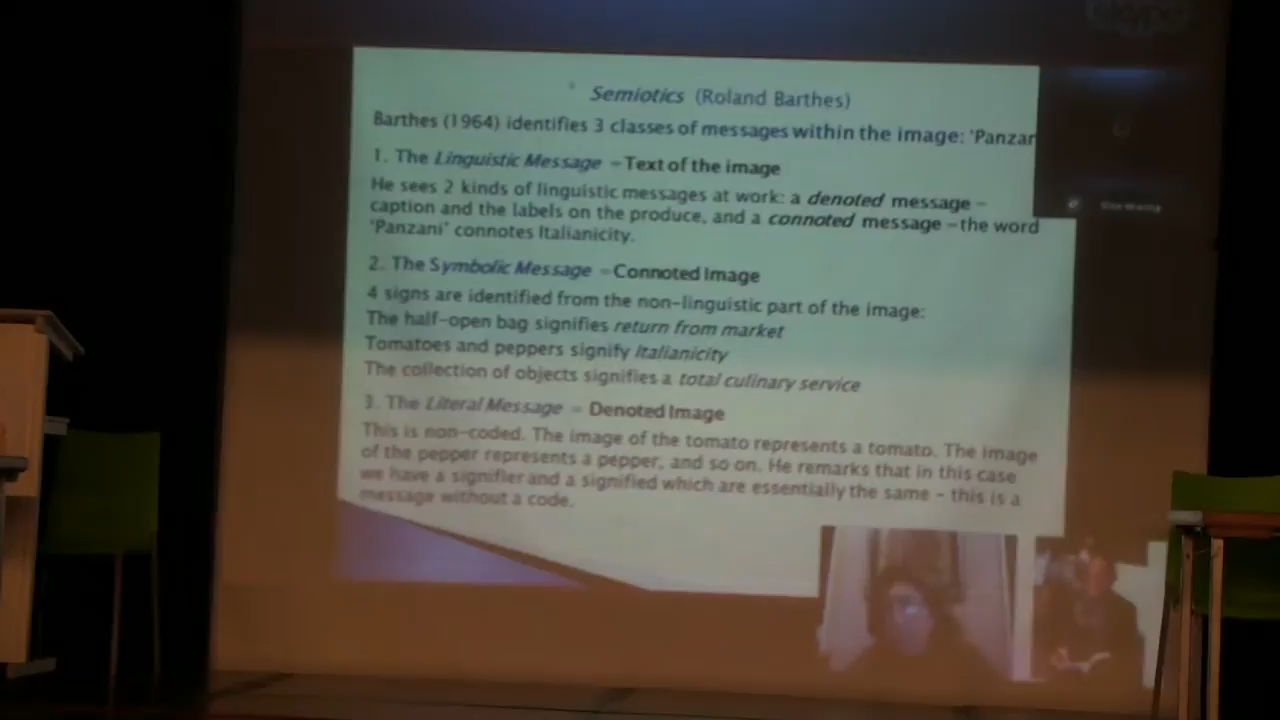 skype
Semiotics (Roland Barthes)
Barthes (1964) identifies 3 classes of messages within the image: 'Panzan
1. The Linguistic Message – Text of the image
He sees 2 kinds of linguistic messages at work: a denoted message –
caption and the labels on the produce, and a connoted message – the word
'Panzani' connotes Italianicity.
2. The Symbolic Message – Connoted Image
4 signs are identified from the non-linguistic part of the image:
The half-open bag signifies return from market
Tomatoes and peppers signify Italianicity
The collection of objects signifies a total culinary service
3. The Literal Message – Denoted Image
This is non-coded. The image of the tomato represents a tomato. The image
of the pepper represents a pepper, and so on. He remarks that in this case
we have a signifier and a signified which are essentially the same – this is a
message without a code.